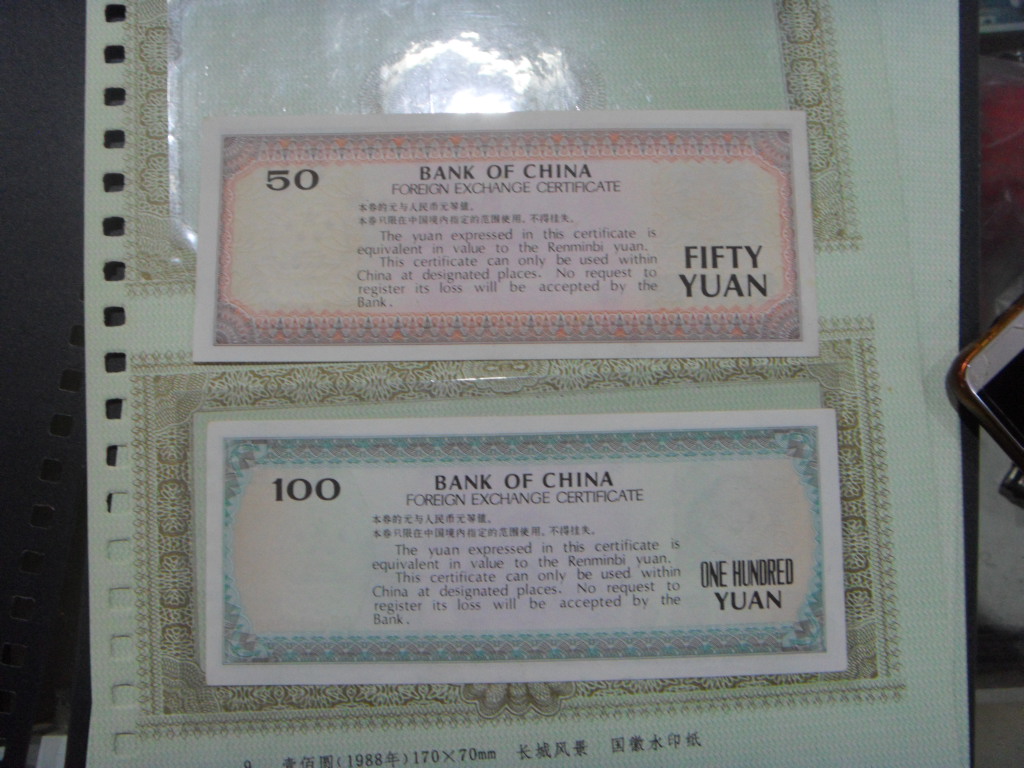 50
BANK OF CHINA
FOREIGN EXCHANGE CERTIFICATE
本券的元与人民币元等值。
本券只限在中国境内指定的范围使用，不得挂失。
The yuan expressed in this certificate is
equivalent in value to the Renminbi yuan.
This certificate can only be used within
China at designated places. No request to
register its loss will be accepted by the
Bank.
FIFTY
YUAN
100
BANK OF CHINA
FOREIGN EXCHANGE CERTIFICATE
本券的元与人民币元等值。
本券只限在中国境内指定的范围使用，不得挂失。
The yuan expressed in this certificate is
equivalent in value to the Renminbi yuan.
This certificate can only be used within
China at designated places. No request to
register its loss will be accepted by the
Bank.
ONE HUNDRED
YUAN
9 壹佰圆(1988年)170×70mm 长城风景 国徽水印纸